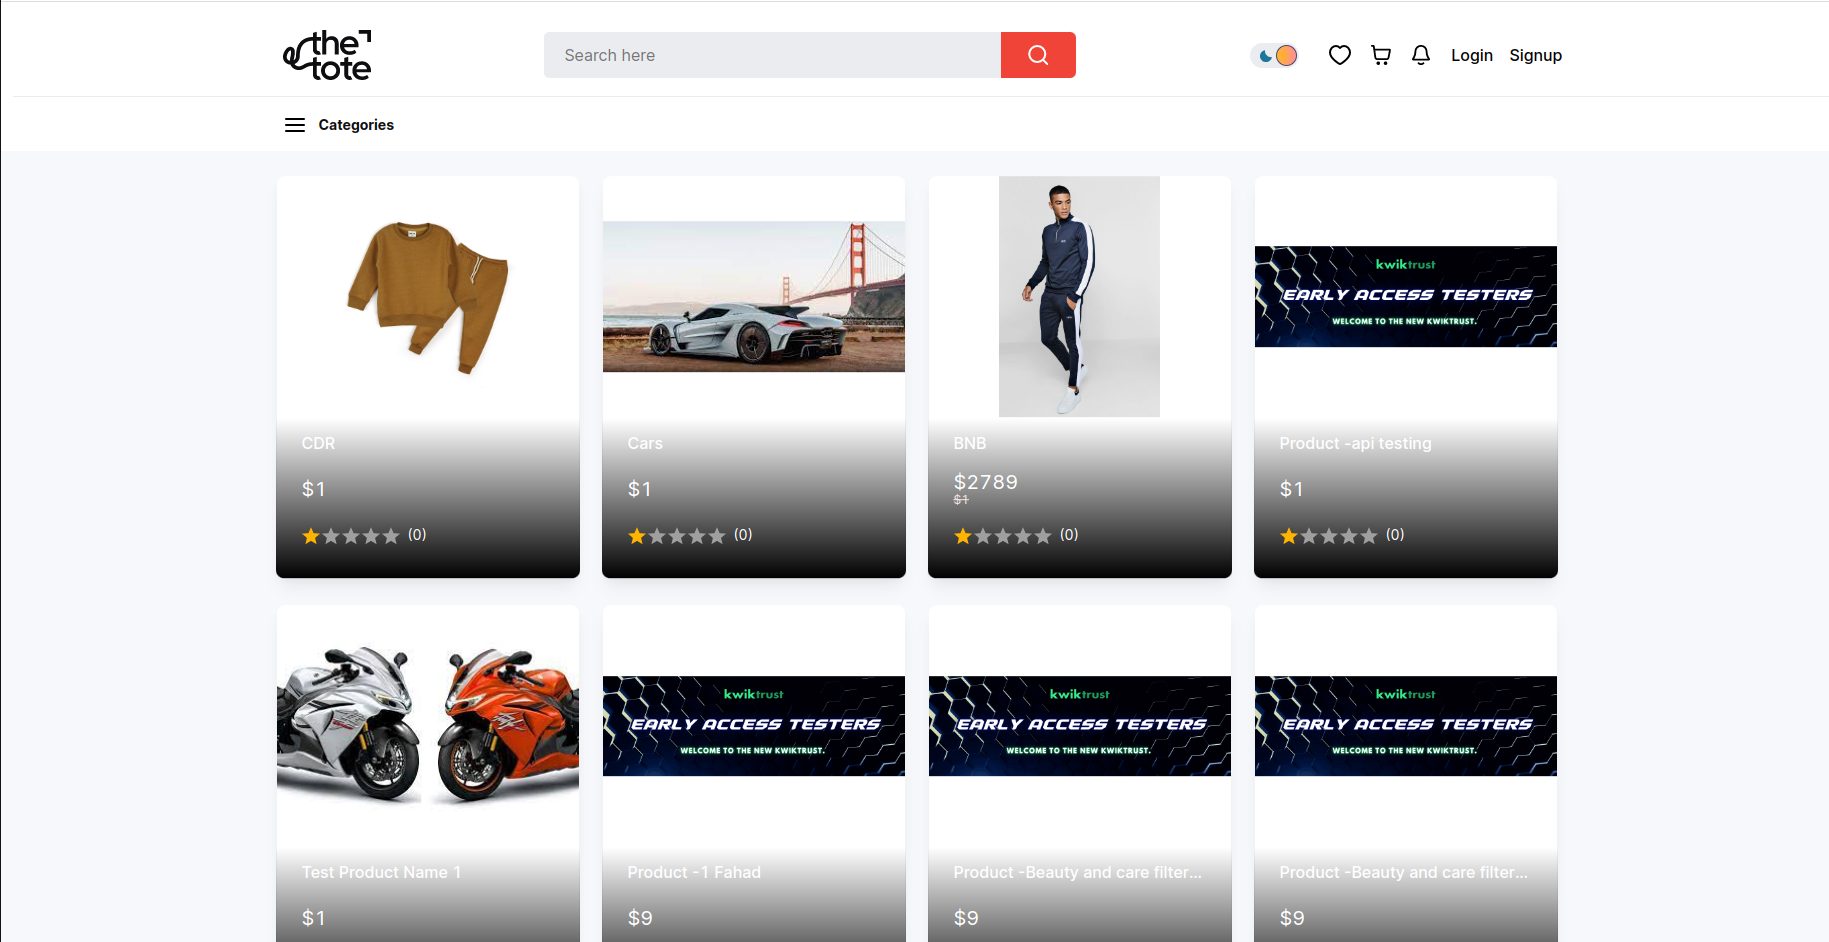 the
tote
Search here
Login Signup
Categories
CDR
$1
(0)
Cars
$1
(0)
BNB
$2789
$1
(0)
kwiktrust
EARLY ACCESS TESTERS
WELCOME TO THE NEW KWIKTRUST.
Product -api testing
$1
(0)
Test Product Name 1
$1
kwiktrust
EARLY ACCESS TESTERS
WELCOME TO THE NEW KWIKTRUST.
Product -1 Fahad
$9
kwiktrust
EARLY ACCESS TESTERS
WELCOME TO THE NEW KWIKTRUST.
Product -Beauty and care filter...
$9
kwiktrust
EARLY ACCESS TESTERS
WELCOME TO THE NEW KWIKTRUST.
Product -Beauty and care filter...
$9